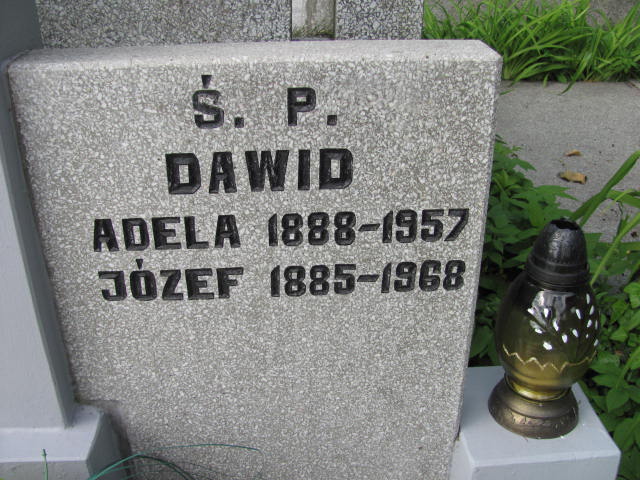 Ś. P.
DAWID
ADELA 1888-1957
JÓZEF 1885-1968